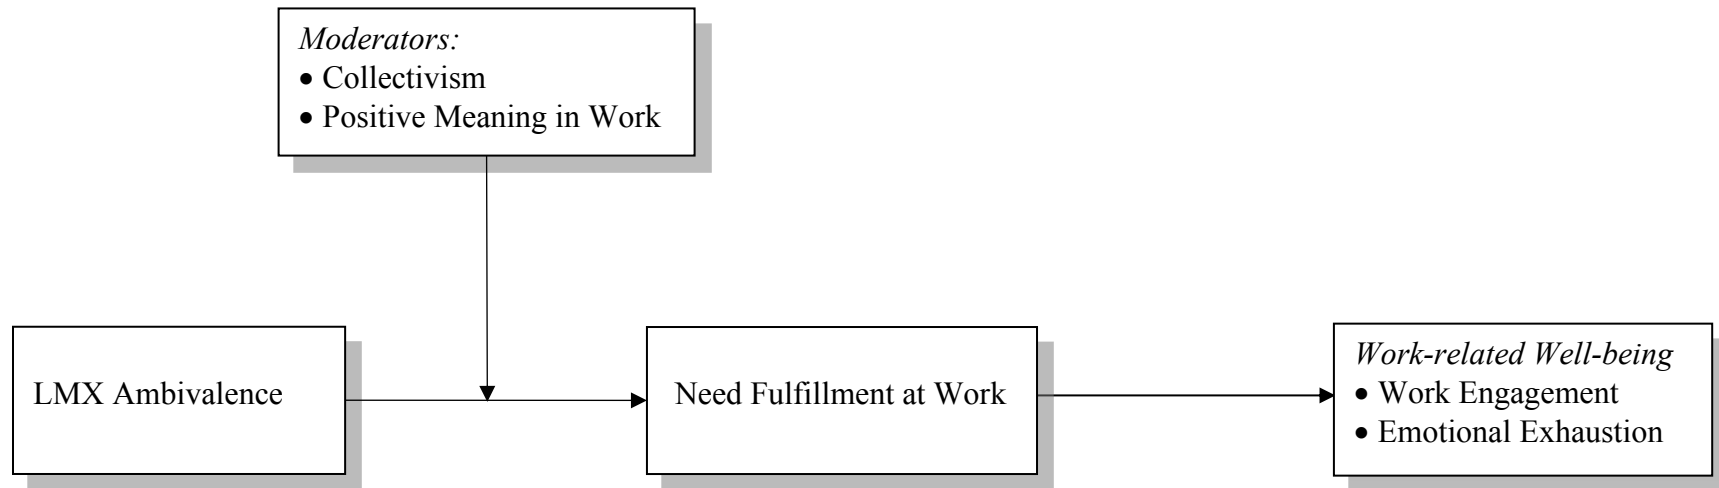 Moderators:
• Collectivism
• Positive Meaning in Work
LMX Ambivalence
Need Fulfillment at Work
Work-related Well-being
• Work Engagement
• Emotional Exhaustion